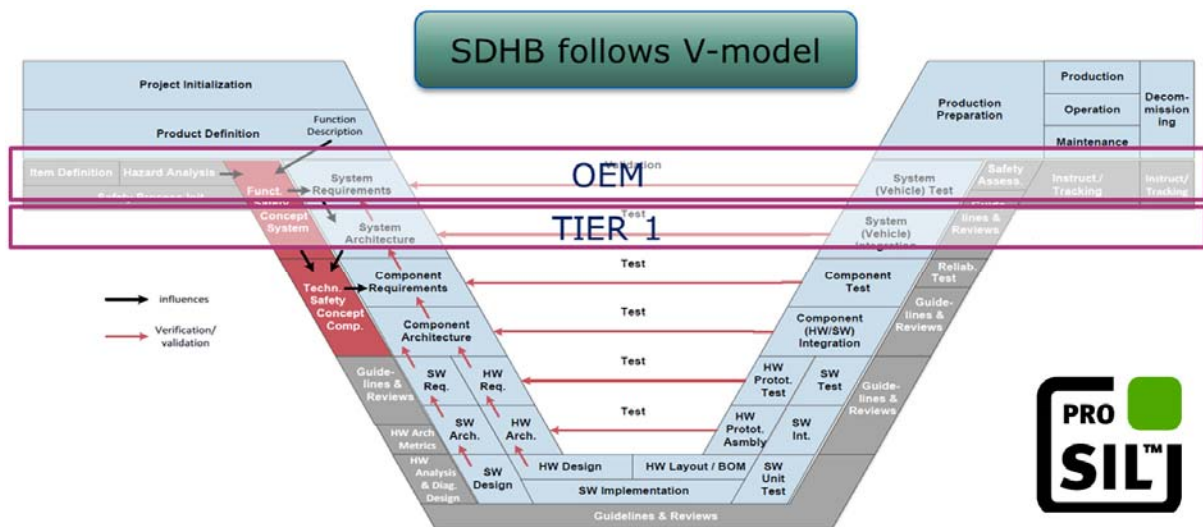 SDHB follows V-model
Project Initialization
Product Definition
Function
Description
Item Definition
Hazard Analysis
Safety Process Init.
Funct.
Safety
Concept
System
System
Requirements
System
Architecture
Techn.
Safety
Concept
Comp.
Component
Requirements
Component
Architecture
Guide-
lines &
Reviews
SW
Req.
HW
Req.
HW Arch
Metrics
SW
Arch.
HW
Arch.
HW
Analysis
& Diag.
Design
SW
Design
HW Design
HW Layout / BOM
SW Implementation
Guidelines & Reviews
influences
Verification/
validation
Validation
OEM
Test
TIER 1
Test
Test
Test
Test
Production
Preparation
Production
Operation
Maintenance
Decom-
mission
ing
System
(Vehicle) Test
Safety
Assess.
Instruct./
Tracking
Instruct/
Tracking
System
(Vehicle)
Integration
Guide-
lines &
Reviews
Component
Test
Reliab.
Test
Component
(HW/SW)
Integration
Guide-
lines
& Reviews
HW
Protot.
Test
SW
Test
Guide-
lines &
Reviews
HW
Protot.
Asmbly
SW
Int.
SW
Unit
Test
PRO
SIL™